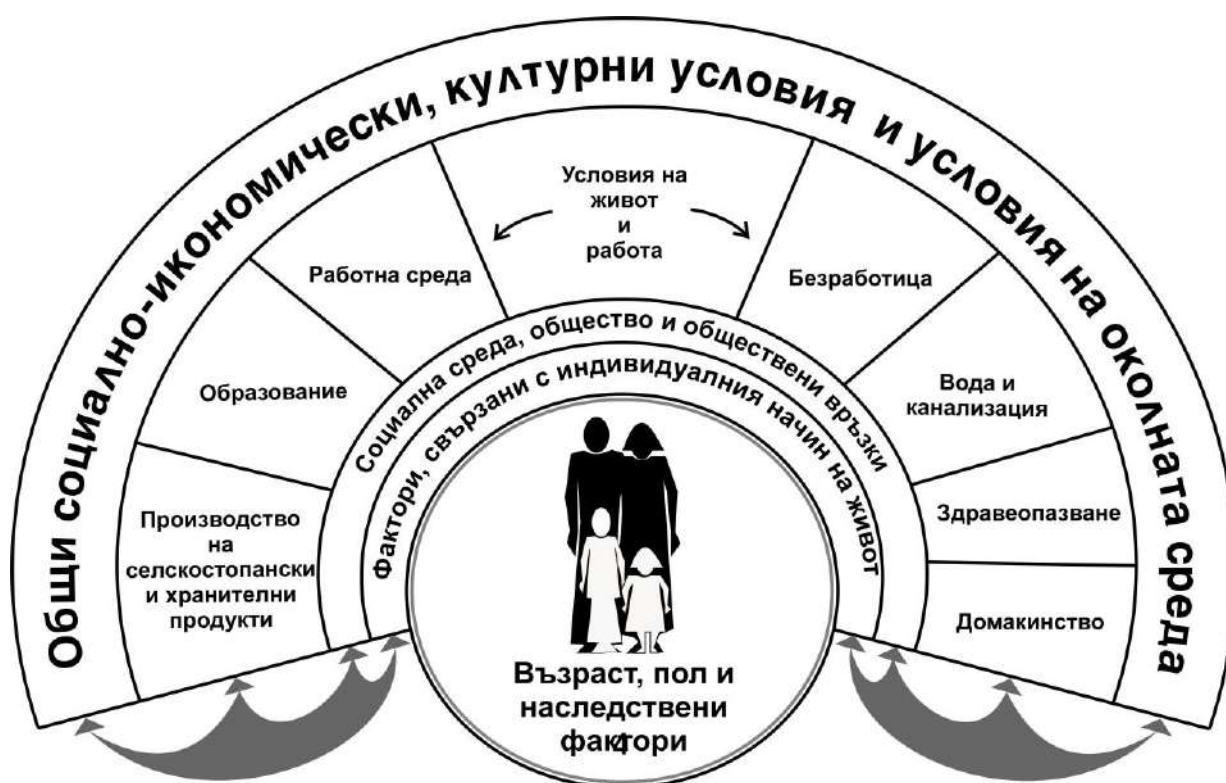 Общи социално-икономически, културни условия и условия на околната среда
Условия на
живот
и
работа
Работна среда
Безработица
Образование
Вода и
канализация
Производство
на
селскостопански
и хранителни
продукти
Здравеопазване
Домакинство
Социална среда, общество и обществени връзки
Фактори, свързани с индивидуалния начин на живот
Възраст, пол и
наследствени
фактори
4